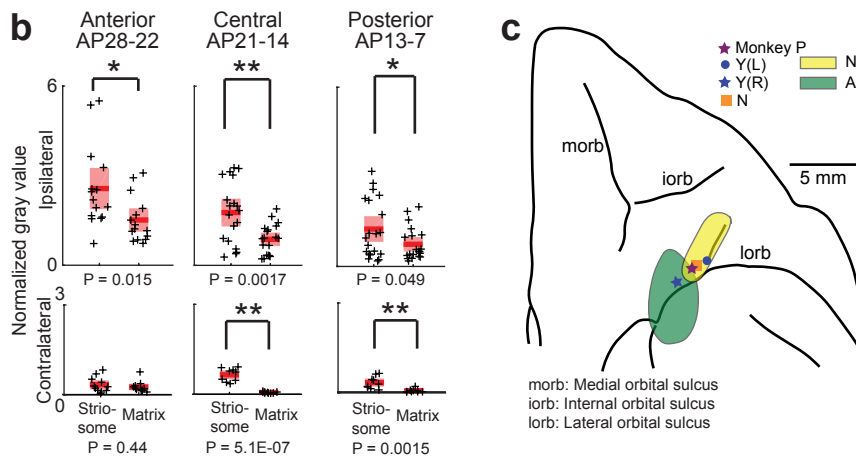 b
Anterior
AP28-22
Central
AP21-14
Posterior
AP13-7
*
**
*
Normalized gray value
Ipsilateral
6
0
P = 0.015
P = 0.0017
P = 0.049
Contralateral
3
0
**
**
Strio-
some
Matrix
Strio-
some
Matrix
Strio-
some
Matrix
P = 0.44
P = 5.1E-07
P = 0.0015
c
Monkey P
Y(L)
Y(R)
N
N
A
morb
iorb
lorb
5 mm
morb: Medial orbital sulcus
iorb: Internal orbital sulcus
lorb: Lateral orbital sulcus